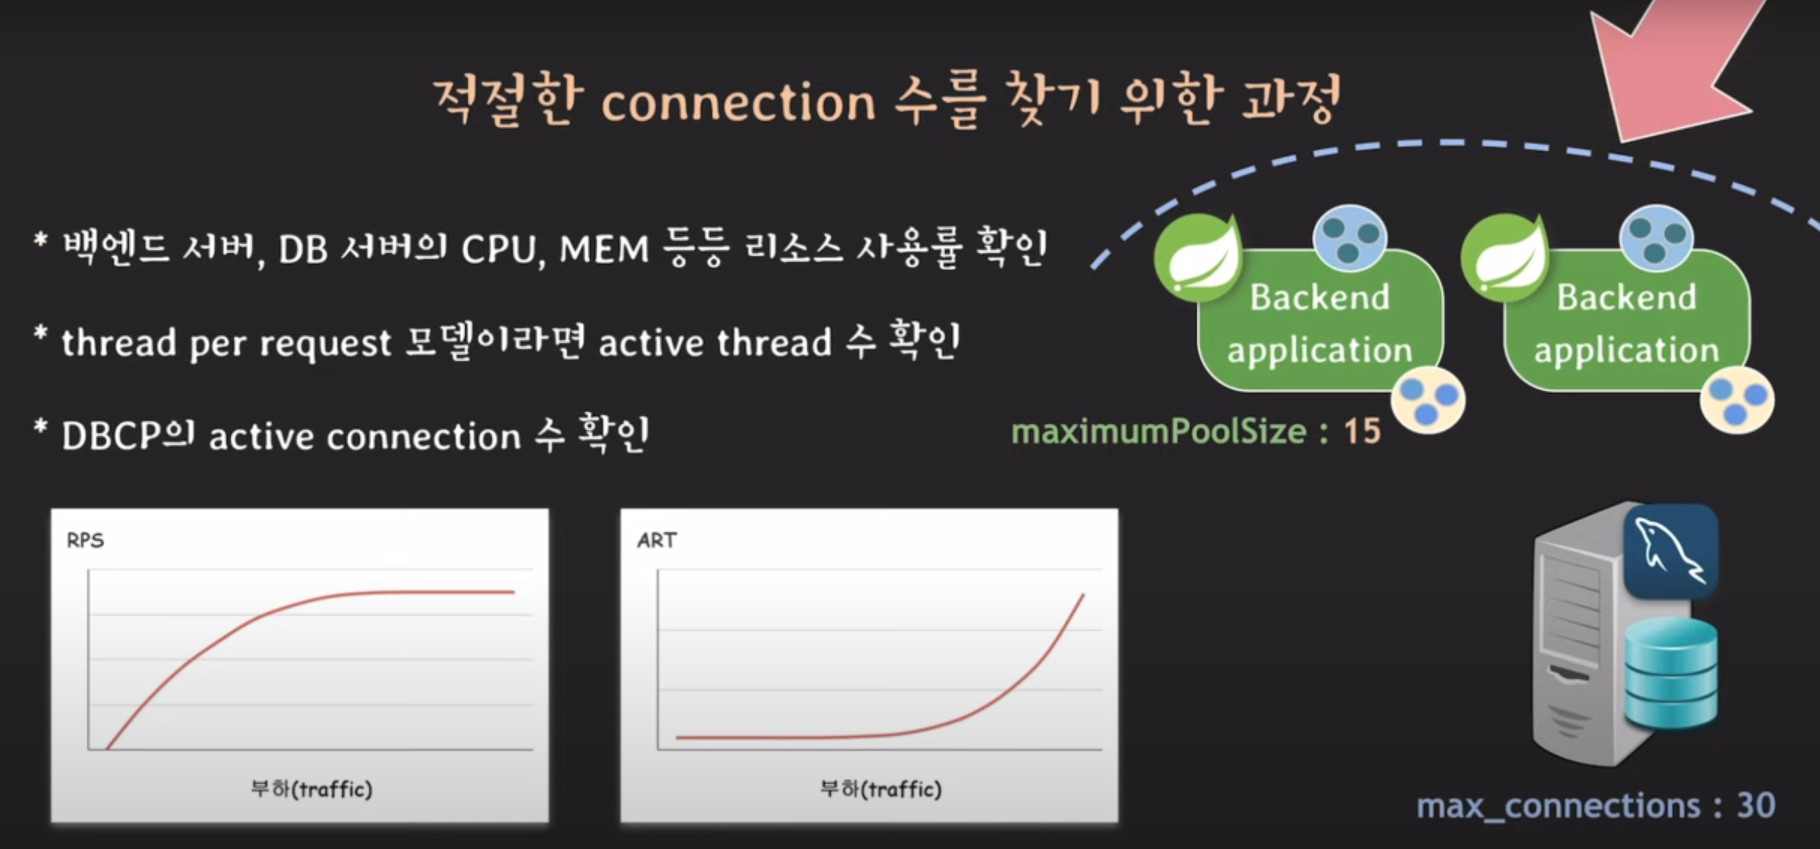 적절한 connection 수를 찾기 위한 과정
* 백엔드 서버, DB 서버의 CPU, MEM 등등 리소스 사용률 확인
* thread per request 모델이라면 active thread 수 확인
* DBCP의 active connection 수 확인
Backend
application
Backend
application
maximumPoolSize : 15
RPS
부하(traffic)
ART
부하(traffic)
max_connections : 30